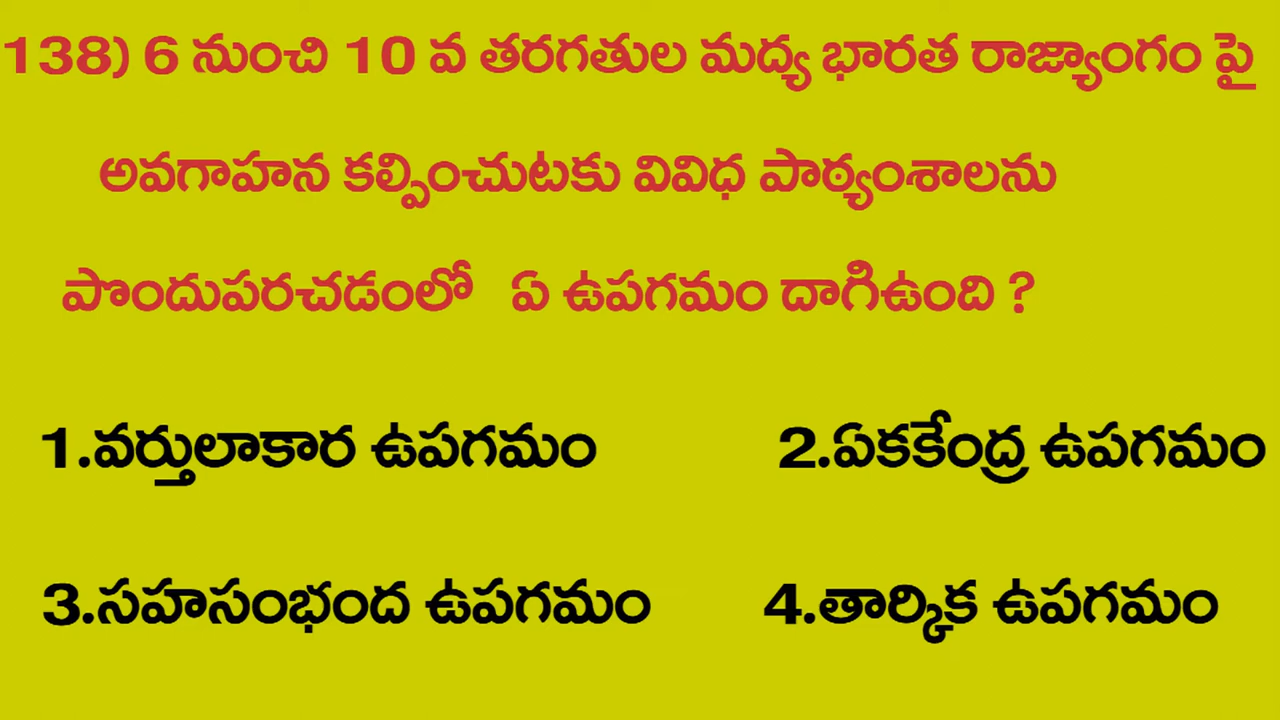 138) 6 నుంచి 10 వ తరగతుల మద్య భారత రాజ్యాంగం పై
అవగాహన కల్పించుటకు వివిధ పాఠ్యంశాలను
పొందుపరచడంలో ఏ ఉపగమం దాగిఉంది ?
1.వర్తులాకార ఉపగమం 2.ఏకకేంద్ర ఉపగమం
3.సహసంభంద ఉపగమం 4.తార్కిక ఉపగమం